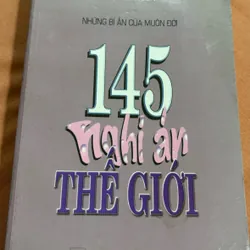 NHỮNG BÍ ẨN CỦA MUÔN ĐỜI
145
nghi án
THẾ GIỚI